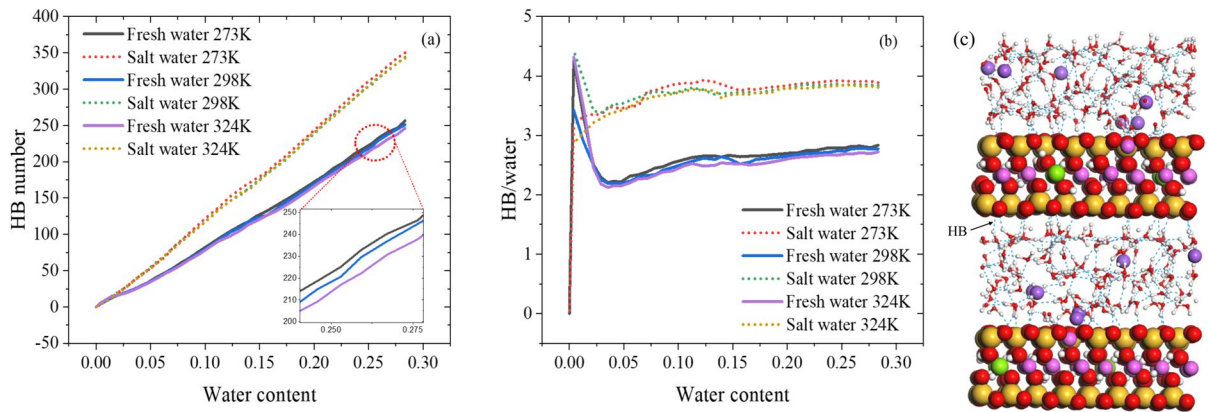 (a)
HB number
400
350
300
250
200
150
100
50
0
-50
Fresh water 273K
Salt water 273K
Fresh water 298K
Salt water 298K
Fresh water 324K
Salt water 324K
250
240
230
220
210
200
0.250
0.275
0.00
0.05
0.10
0.15
0.20
0.25
0.30
Water content
(b)
HB/water
5
4
3
2
1
0
Fresh water 273K
Salt water 273K
Fresh water 298K
Salt water 298K
Fresh water 324K
Salt water 324K
0.00
0.05
0.10
0.15
0.20
0.25
0.30
Water content
(c)
HB